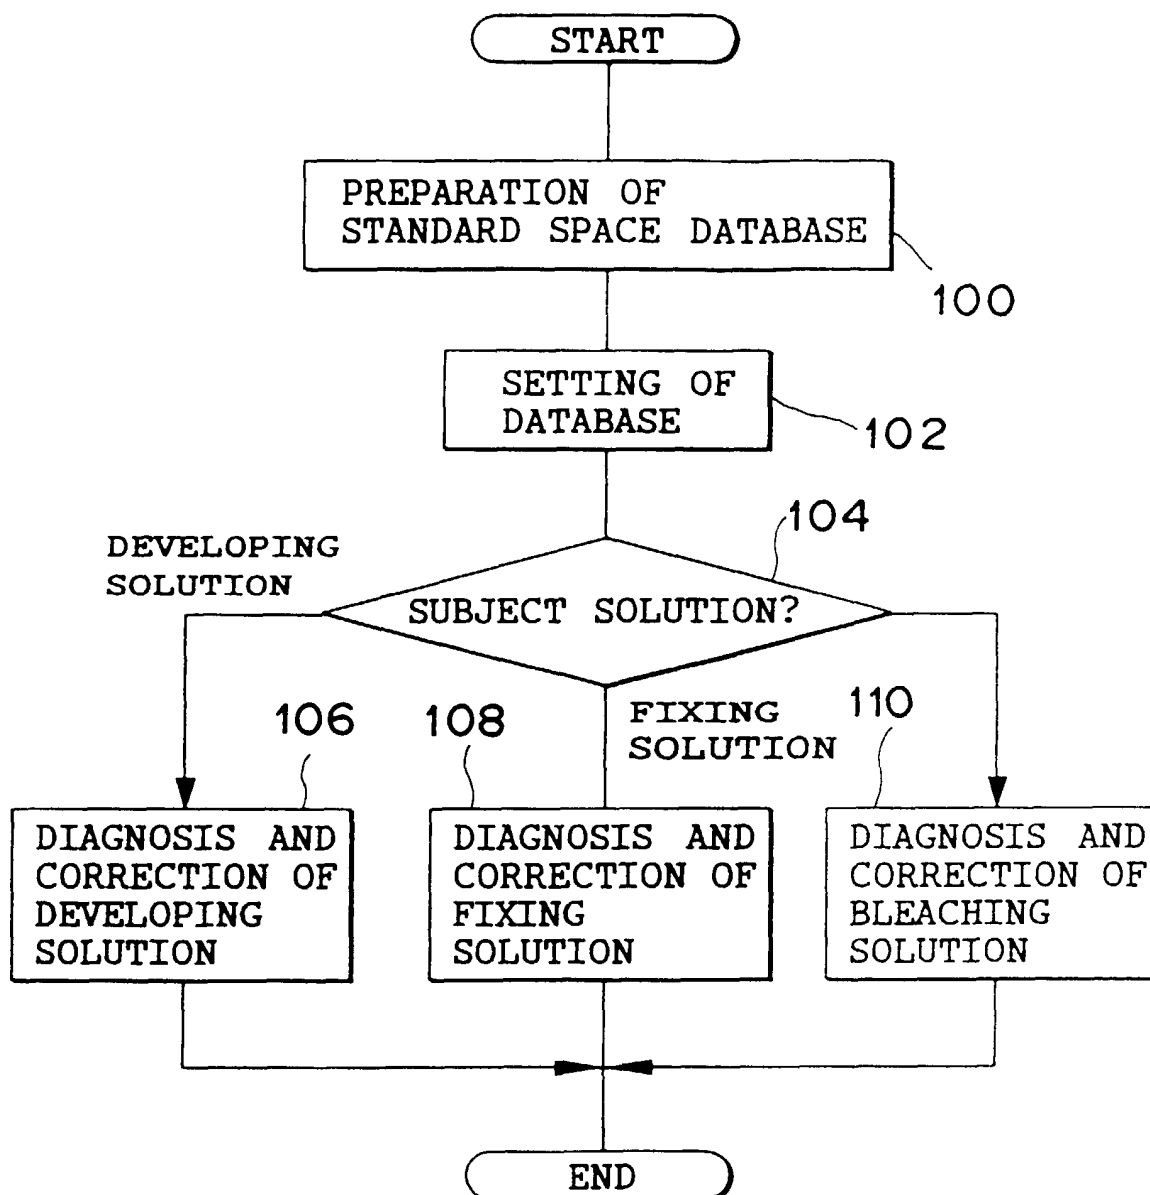 START
PREPARATION OF
STANDARD SPACE DATABASE
100
SETTING OF
DATABASE
102
104
DEVELOPING
SOLUTION
SUBJECT SOLUTION?
106
108
FIXING
SOLUTION
110
DIAGNOSIS AND
CORRECTION OF
DEVELOPING
SOLUTION
DIAGNOSIS AND
CORRECTION OF
FIXING
SOLUTION
DIAGNOSIS AND
CORRECTION OF
BLEACHING
SOLUTION
END